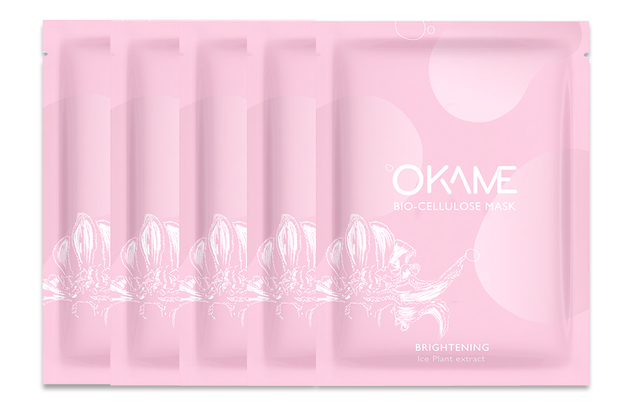 OKAME
BIO-CELLULOSE MASK
BRIGHTENING
Ice Plant extract